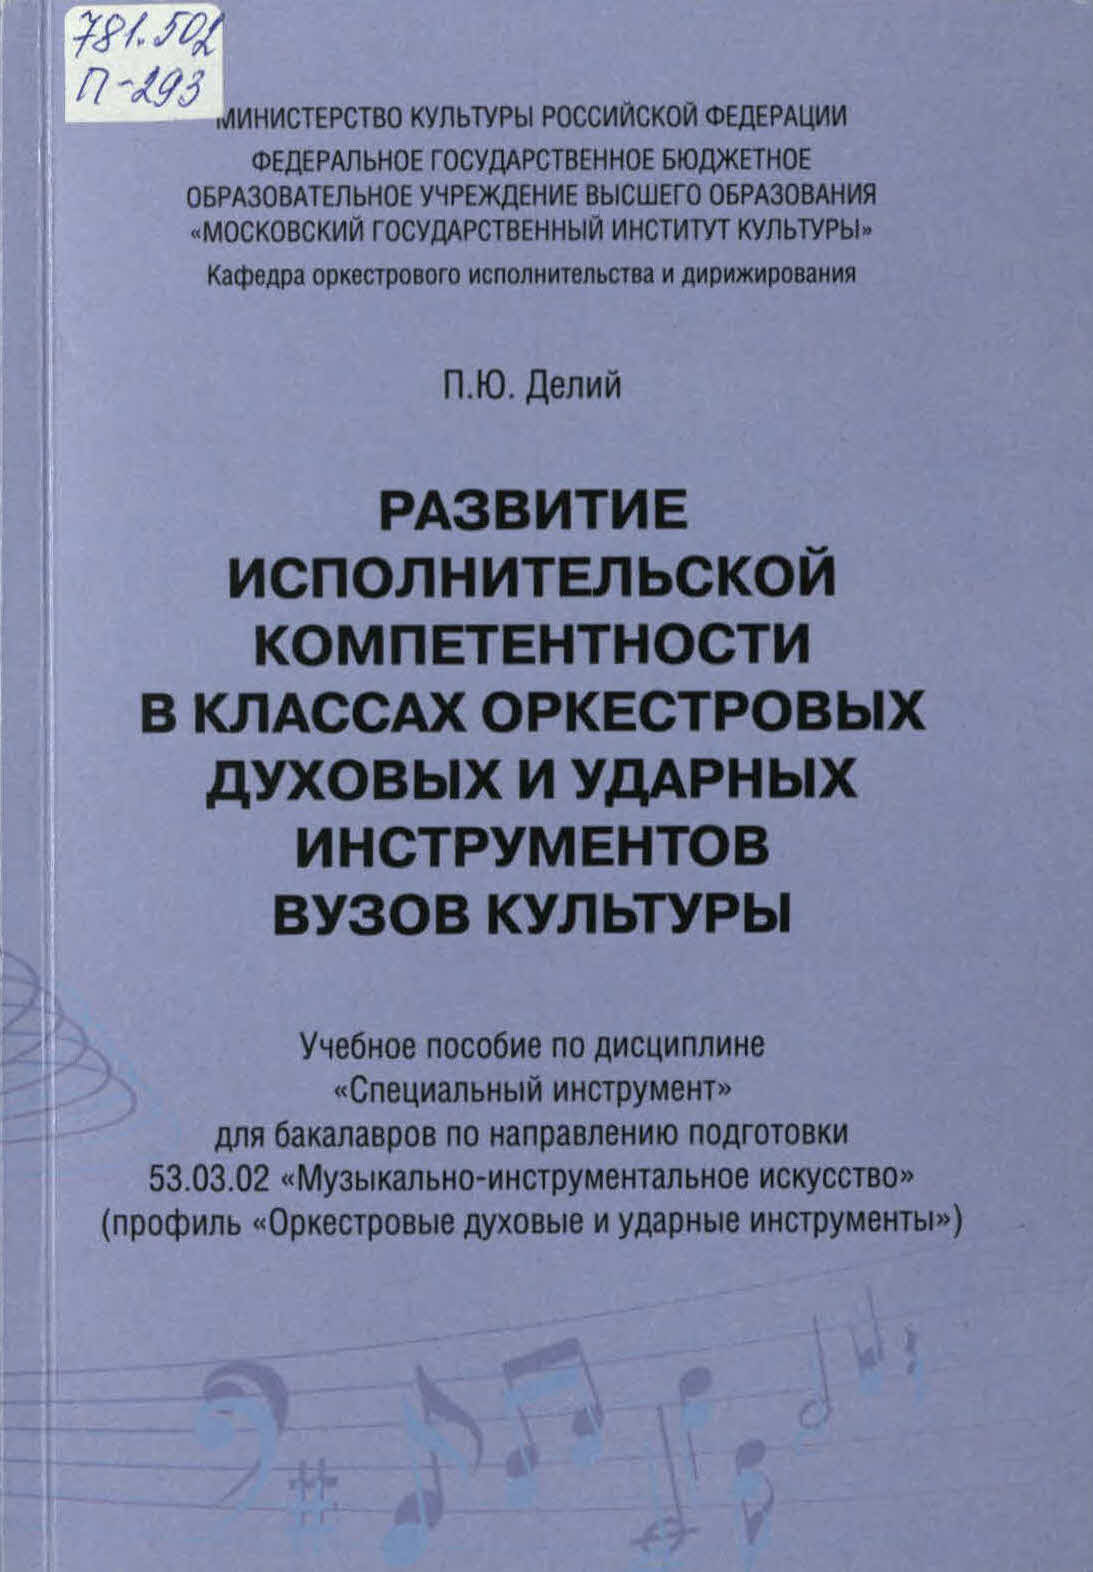 781.502
П-293
МИНИСТЕРСТВО КУЛЬТУРЫ РОССИЙСКОЙ ФЕДЕРАЦИИ
ФЕДЕРАЛЬНОЕ ГОСУДАРСТВЕННОЕ БЮДЖЕТНОЕ
ОБРАЗОВАТЕЛЬНОЕ УЧРЕЖДЕНИЕ ВЫСШЕГО ОБРАЗОВАНИЯ
«МОСКОВСКИЙ ГОСУДАРСТВЕННЫЙ ИНСТИТУТ КУЛЬТУРЫ»
Кафедра оркестрового исполнительства и дирижирования
П.Ю. Делий
РАЗВИТИЕ
ИСПОЛНИТЕЛЬСКОЙ
КОМПЕТЕНТНОСТИ
В КЛАССАХ ОРКЕСТРОВЫХ
ДУХОВЫХ И УДАРНЫХ
ИНСТРУМЕНТОВ
ВУЗОВ КУЛЬТУРЫ
Учебное пособие по дисциплине
«Специальный инструмент»
для бакалавров по направлению подготовки
53.03.02 «Музыкально-инструментальное искусство»
(профиль «Оркестровые духовые и ударные инструменты»)